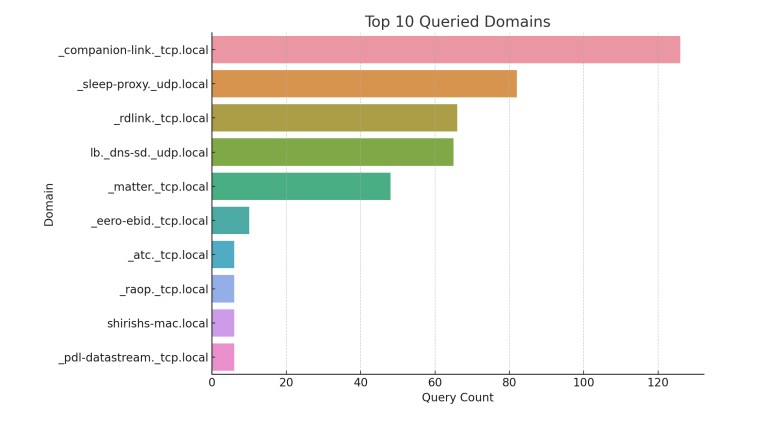 Top 10 Queried Domains
_companion-link._tcp.local
_sleep-proxy._udp.local
_rdlink._tcp.local
lb._dns-sd._udp.local
_matter._tcp.local
_eero-ebid._tcp.local
_atc._tcp.local
_raop._tcp.local
shirishs-mac.local
_pdl-datastream._tcp.local
Domain
0 20 40 60 80 100 120
Query Count